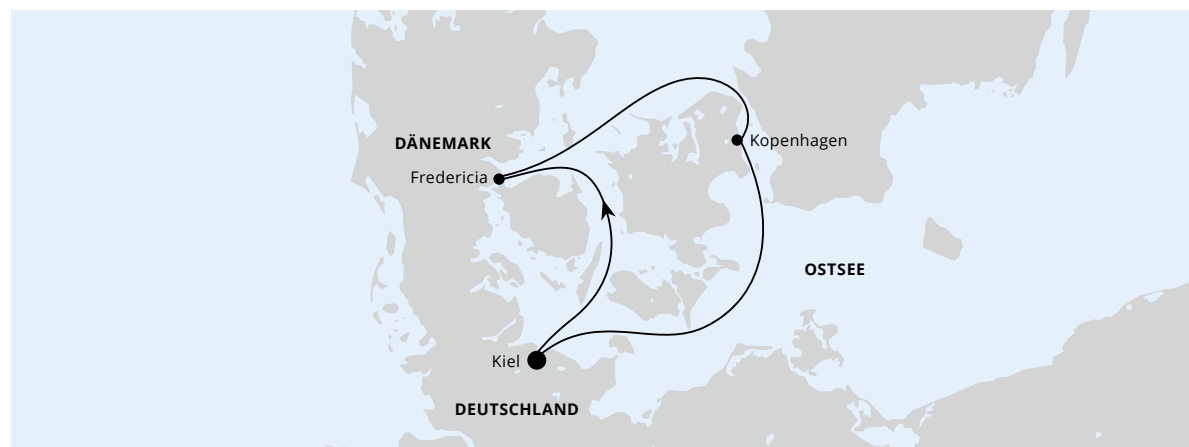 DÄNEMARK
Kopenhagen
Fredericia
OSTSEE
Kiel
DEUTSCHLAND